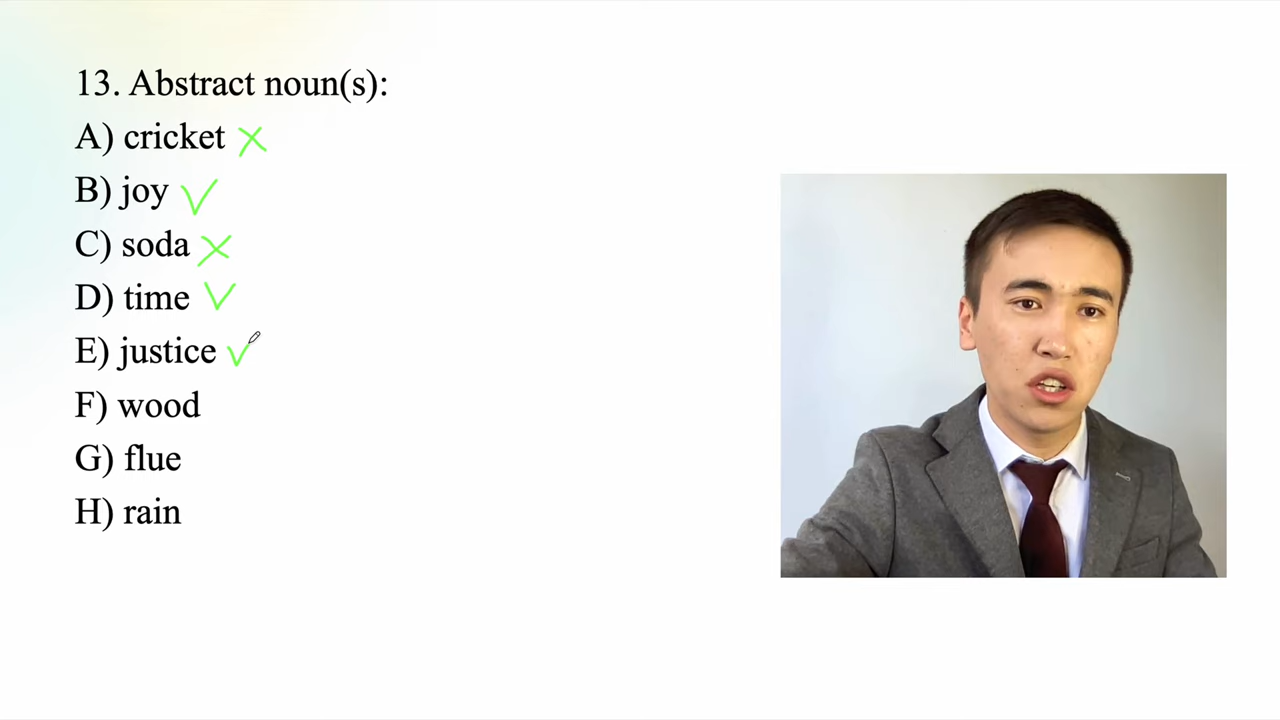 13. Abstract noun(s):
A) cricket
B) joy
C) soda
D) time
E) justice
F) wood
G) flue
H) rain